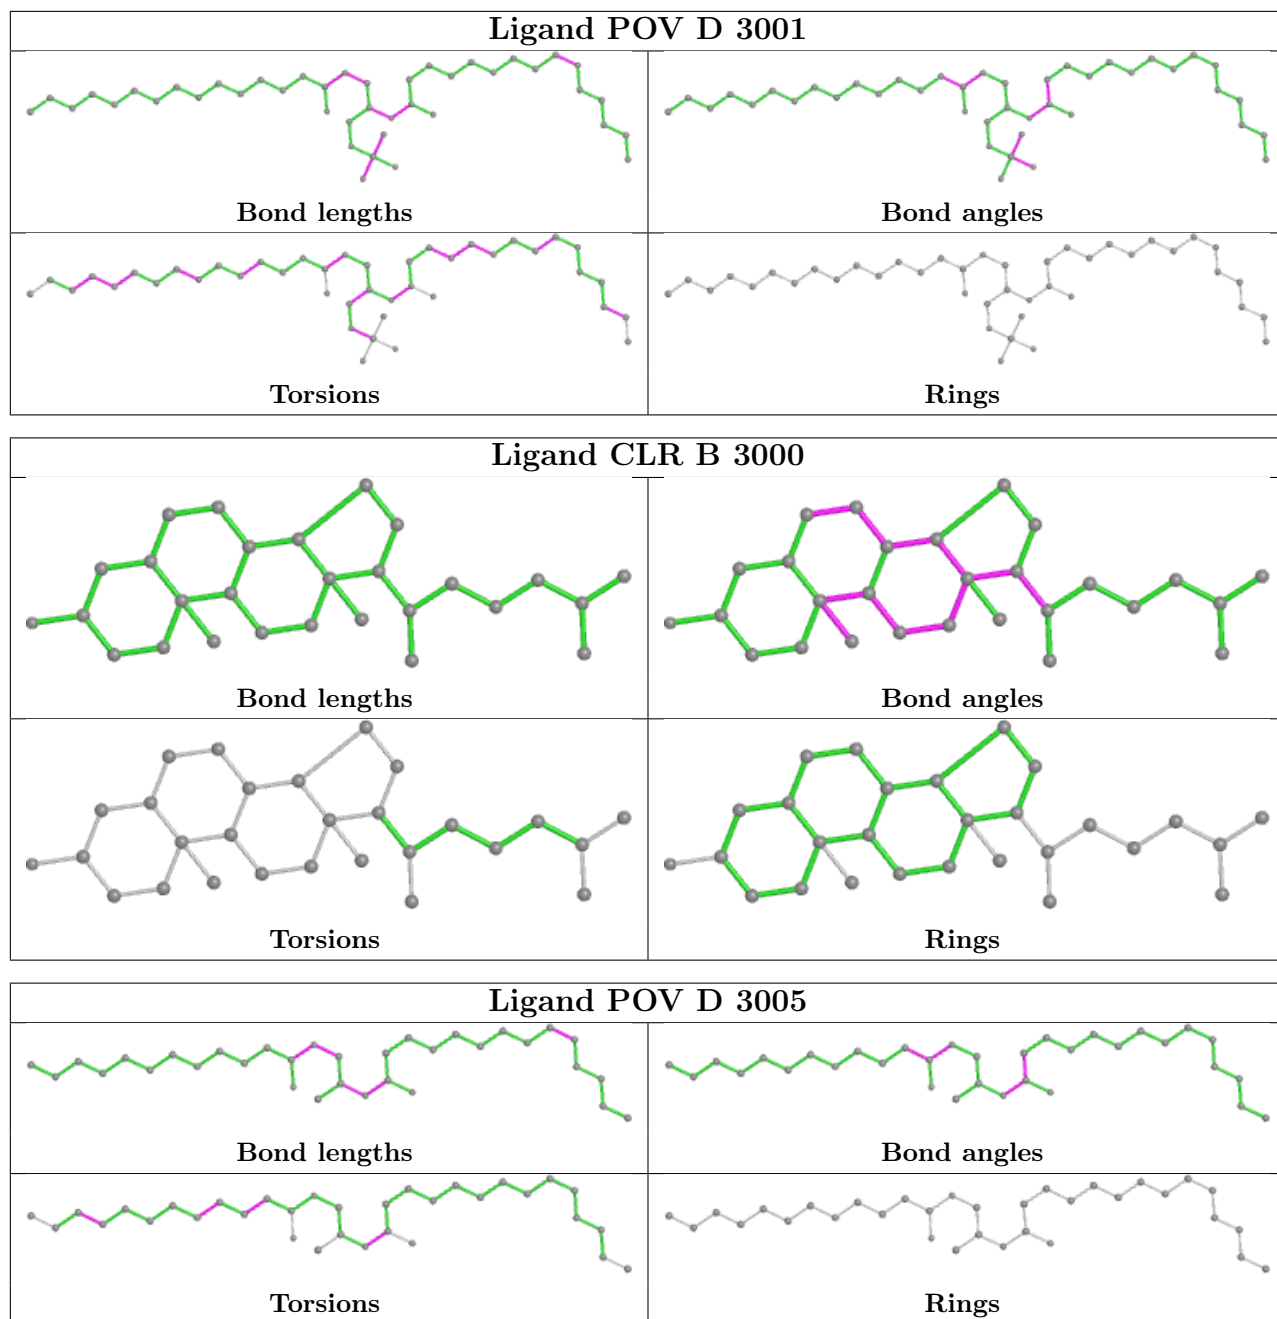 Ligand POV D 3001
Bond lengths
Bond angles
Torsions
Rings
Ligand CLR B 3000
Bond lengths
Bond angles
Torsions
Rings
Ligand POV D 3005
Bond lengths
Bond angles
Torsions
Rings